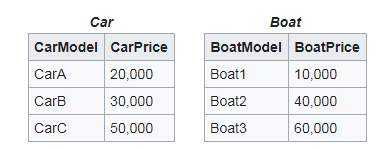 Car Boat
CarModel CarPrice BoatModel BoatPrice
CarA 20,000 Boat1 10,000
CarB 30,000 Boat2 40,000
CarC 50,000 Boat3 60,000